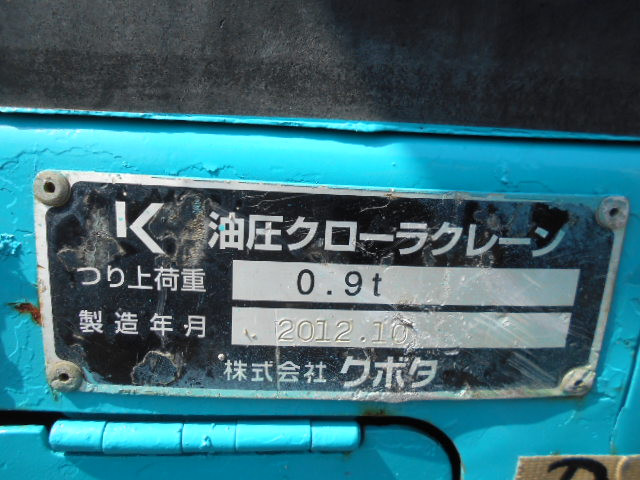 K 油圧クローラクレーン
つり上荷重 0.9t
製造年月 2012.10
株式会社 クボタ